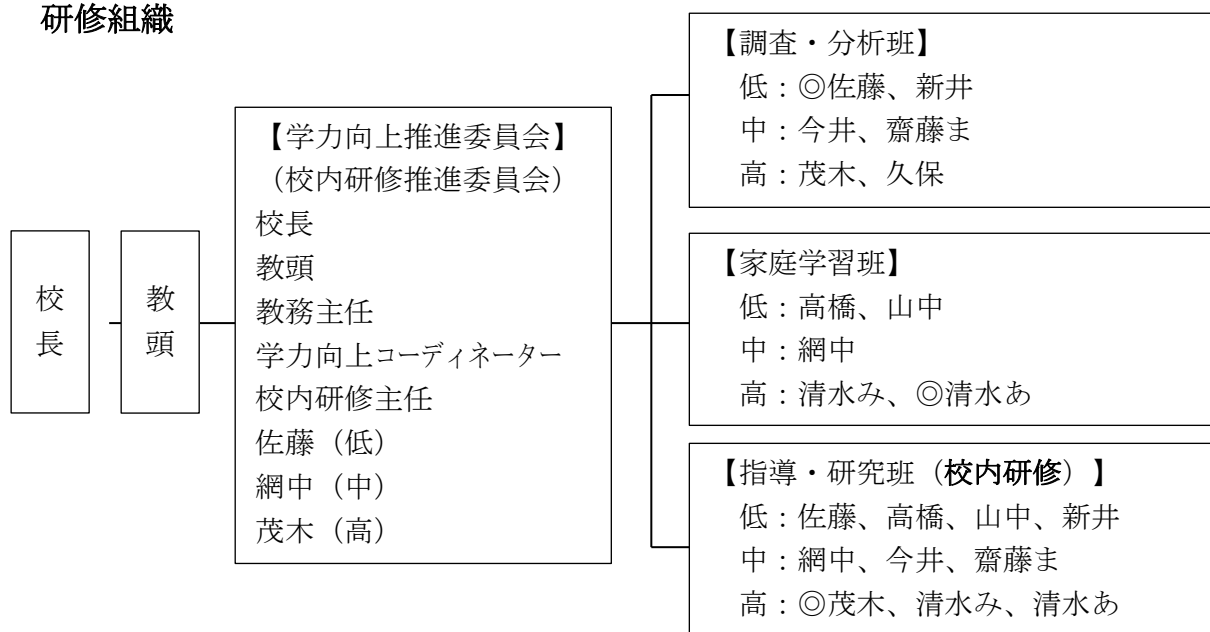 研修組織
校長
教頭
【学力向上推進委員会】
（校内研修推進委員会）
校長
教頭
教務主任
学力向上コーディネーター
校内研修主任
佐藤（低）
網中（中）
茂木（高）
【調査・分析班】
低：◎佐藤、新井
中：今井、齋藤ま
高：茂木、久保
【家庭学習班】
低：高橋、山中
中：網中
高：清水み、◎清水あ
【指導・研究班（校内研修）】
低：佐藤、高橋、山中、新井
中：網中、今井、齋藤ま
高：◎茂木、清水み、清水あ